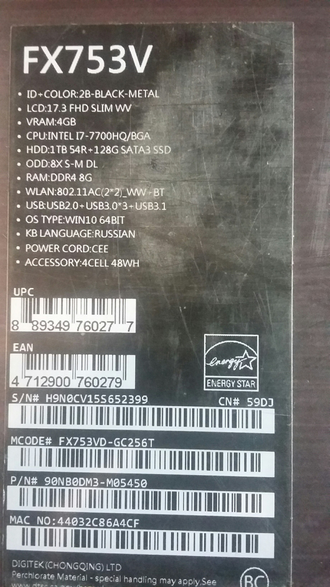 FX753V
• ID+COLOR:2B-BLACK-METAL
• LCD:17.3 FHD SLIM WV
• VRAM:4GB
• CPU:INTEL I7-7700HQ/BGA
• HDD:1TB 54R+128G SATA3 SSD
• ODD:8X S-M DL
• RAM:DDR4 8G
• WLAN:802.11AC(2*2)_WW+BT
• USB:USB2.0+USB3.0*3+USB3.1
• OS TYPE:WIN10 64BIT
• KB LANGUAGE:RUSSIAN
• POWER CORD:CEE
• ACCESSORY:4CELL 48WH
UPC
8 89349 76027 7
EAN
4 712900 760279
energy
ENERGY STAR
S/N# H9N0CV15S652399 CN# 59DJ
MCODE# FX753VD-GC256T
P/N# 90NB0DM3-M05450
MAC NO:44032C86A4CF
DIGITEK (CHONGQING) LTD
Perchlorate Material - special handling may apply.See